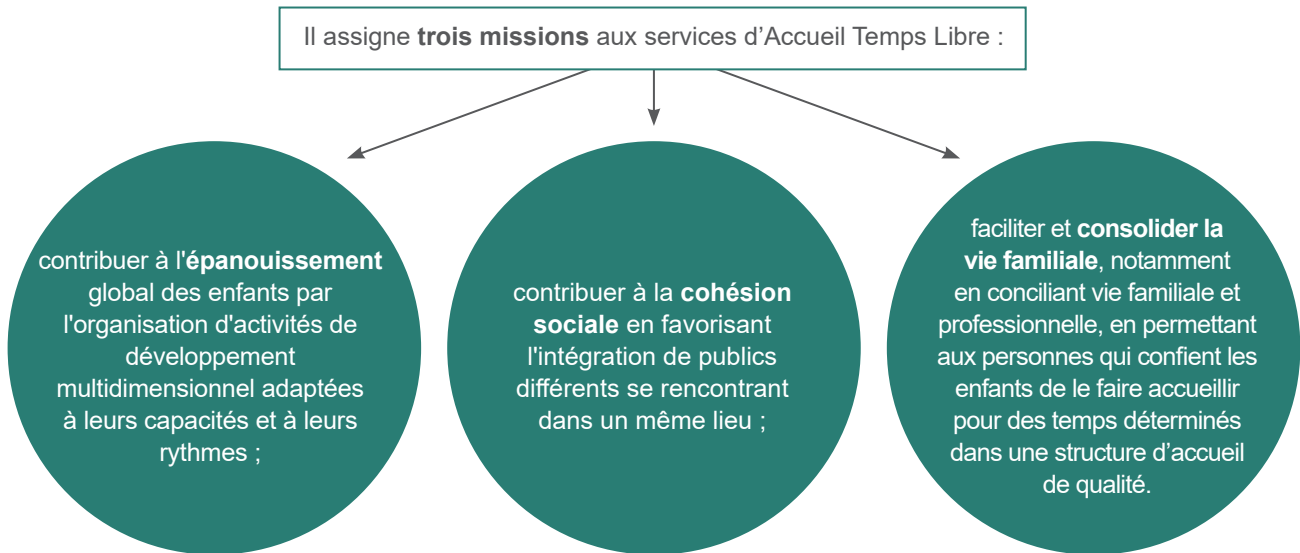 Il assigne trois missions aux services d’Accueil Temps Libre :
contribuer à l'épanouissement
global des enfants par
l'organisation d'activités de
développement
multidimensionnel adaptées
à leurs capacités et à leurs
rythmes ;
contribuer à la cohésion
sociale en favorisant
l'intégration de publics
différents se rencontrant
dans un même lieu ;
faciliter et consolider la
vie familiale, notamment
en conciliant vie familiale et
professionnelle, en permettant
aux personnes qui confient les
enfants de le faire accueillir
pour des temps déterminés
dans une structure d’accueil
de qualité.